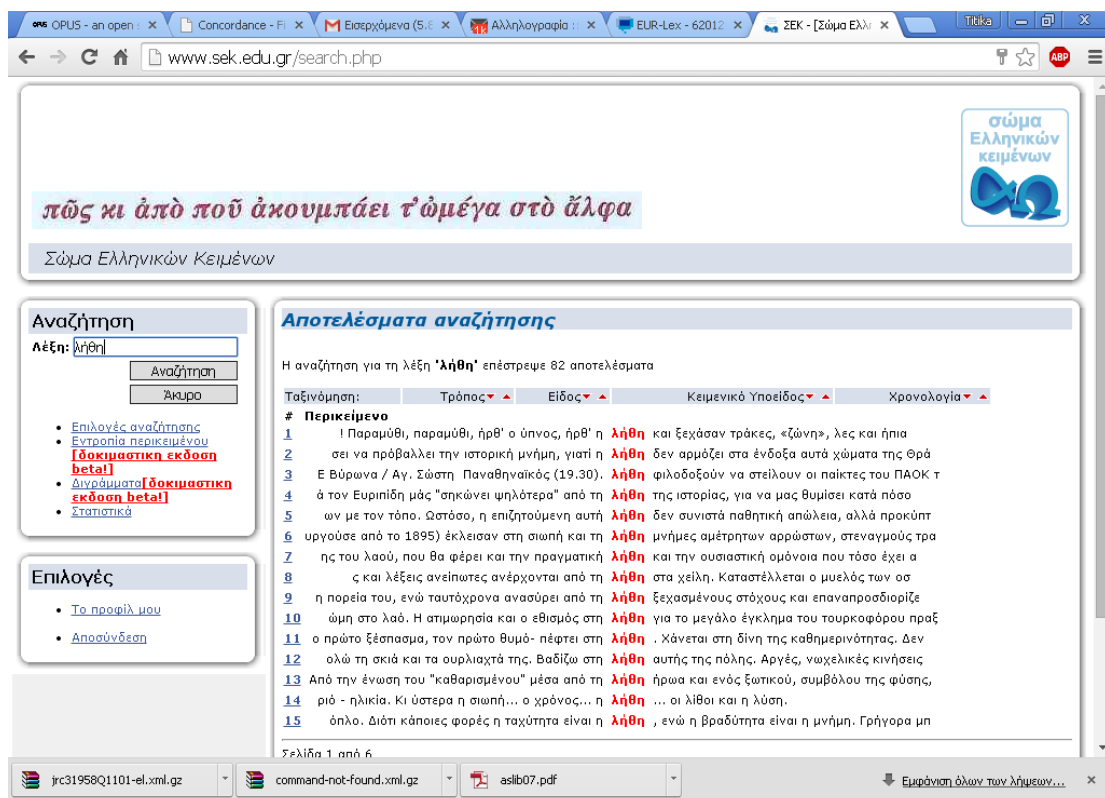 OPUS OPUS - an open s
Concordance - Fi
Εισερχόμενα (5.8
Αλληλογραφία ::
EUR-Lex - 62012
ΣΕΚ - [Σώμα Ελλη
Titika
www.sek.edu.gr/search.php
ABP
σώμα
Ελληνικών
κειμένων
πῶς κι ἀπὸ ποῦ ἀκουμπάει τ᾽ὠμέγα στὸ ἄλφα
Σώμα Ελληνικών Κειμένων
Αναζήτηση
Λέξη: λήθη
Αναζήτηση
Άκυρο
Επιλογές αναζήτησης
Εντροπία περικειμένου
[δοκιμαστικη εκδοση
beta!]
Διγράμματα[δοκιμαστικη
εκδοση beta!]
Στατιστικά
Επιλογές
Το προφίλ μου
Αποσύνδεση
Αποτελέσματα αναζήτησης
Η αναζήτηση για τη λέξη 'λήθη' επέστρεψε 82 αποτελέσματα
Ταξινόμηση: Τρόπος Είδος Κειμενικό Υποείδος Χρονολογία
# Περικείμενο
1 ! Παραμύθι, παραμύθι, ήρθ' ο ύπνος, ήρθ' η λήθη και ξεχάσαν τράκες, «ζώνη», λες και ήπια
2 σει να πρόβαλλει την ιστορική μνήμη, γιατί η λήθη δεν αρμόζει στα ένδοξα αυτά χώματα της Θρά
3 Ε Βύρωνα / Αγ. Σώστη Παναθηναϊκός (19.30). λήθη φιλοδοξούν να στείλουν οι παίκτες του ΠΑΟΚ τ
4 ά τον Ευριπίδη μάς "σηκώνει ψηλότερα" από τη λήθη της ιστορίας, για να μας θυμίσει κατά πόσο
5 ων με τον τόπο. Ωστόσο, η επιζητούμενη αυτή λήθη δεν συνιστά παθητική απώλεια, αλλά προκύπτ
6 υργούσε από το 1895) έκλεισαν στη σιωπή και τη λήθη μνήμες αμέτρητων αρρώστων, στεναγμούς τρα
7 ης του λαού, που θα φέρει και την πραγματική λήθη και την ουσιαστική ομόνοια που τόσο έχει α
8 ς και λέξεις ανείπωτες ανέρχονται από τη λήθη στα χείλη. Καταστέλλεται ο μυελός των οσ
9 η πορεία του, ενώ ταυτόχρονα ανασύρει από τη λήθη ξεχασμένους στόχους και επαναπροσδιορίζε
10 ώμη στο λαό. Η ατιμωρησία και ο εθισμός στη λήθη για το μεγάλο έγκλημα του τουρκοφόρου πραξ
11 ο πρώτο ξέσπασμα, τον πρώτο θυμό- πέφτει στη λήθη . Χάνεται στη δίνη της καθημερινότητας. Δεν
12 ολώ τη σκιά και τα ουρλιαχτά της. Βαδίζω στη λήθη αυτής της πόλης. Αργές, νωχελικές κινήσεις
13 Από την ένωση του "καθαρισμένου" μέσα από τη λήθη ήρωα και ενός ξωτικού, συμβόλου της φύσης,
14 ριό - ηλικία. Κι ύστερα η σιωπή... ο χρόνος... η λήθη ... οι λίθοι και η λύση.
15 όπλο. Διότι κάποιες φορές η ταχύτητα είναι η λήθη , ενώ η βραδύτητα είναι η μνήμη. Γρήγορα μπ
Σελίδα 1 από 6
jrc31958Q1101-el.xml.gz
command-not-found.xml.gz
aslib07.pdf
Εμφάνιση όλων των λήψεων...